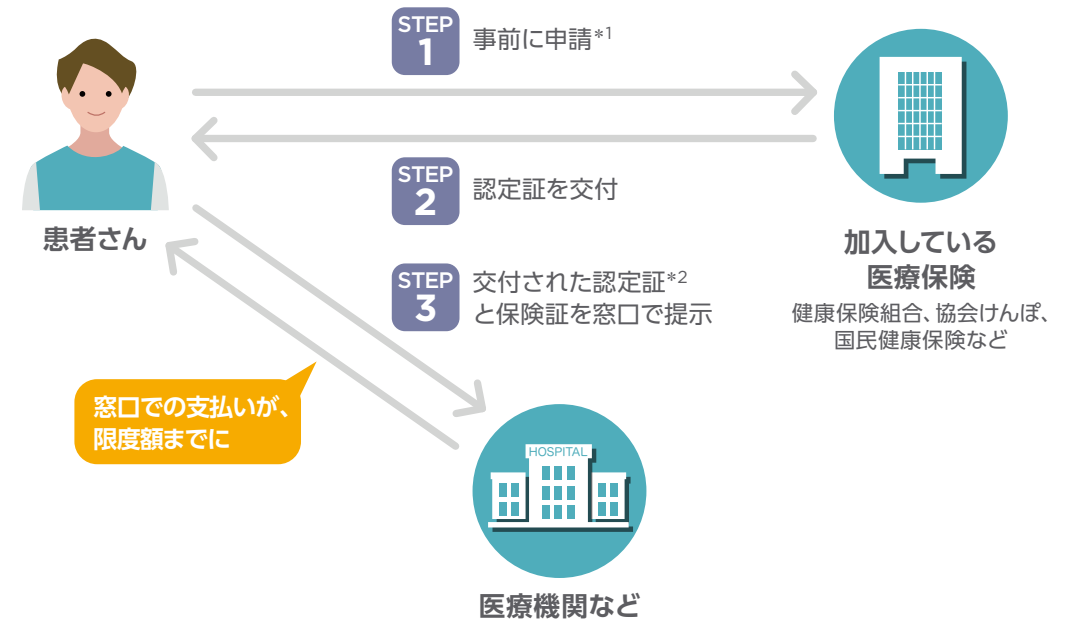 STEP
1
事前に申請*1
STEP
2
認定証を交付
患者さん
加入している
医療保険
健康保険組合、協会けんぽ、
国民健康保険など
STEP
3
交付された認定証*2
と保険証を窓口で提示
窓口での支払いが、
限度額までに
HOSPITAL
医療機関など